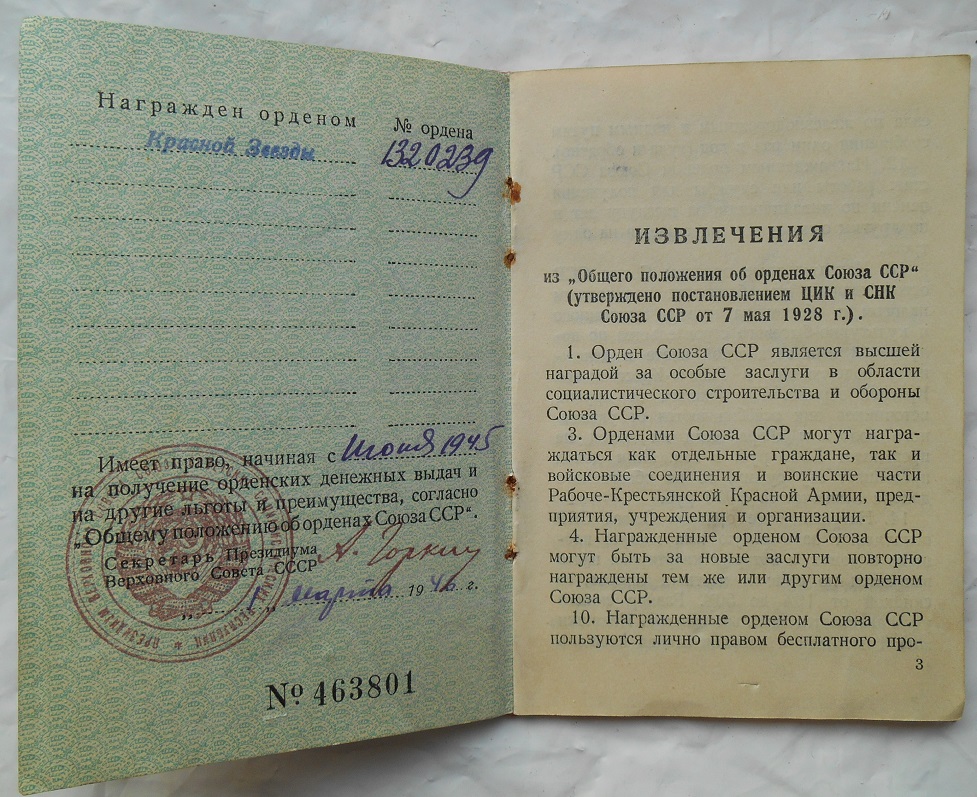 Награжден орденом
№ ордена
Красной Звезды
1320239
Имеет право, начиная с Июня 1945
на получение орденских денежных выдач и
на другие льготы и преимущества, согласно
„Общему положению об орденах Союза ССР“.
Секретарь Президиума
Верховного Совета СССР
А. Горкин
марта 1946 г.
№ 463801
ИЗВЛЕЧЕНИЯ
из „Общего положения об орденах Союза ССР“
(утверждено постановлением ЦИК и СНК
Союза ССР от 7 мая 1928 г.).
1. Орден Союза ССР является высшей
наградой за особые заслуги в области
социалистического строительства и обороны
Союза ССР.
3. Орденами Союза ССР могут награ-
ждаться как отдельные граждане, так и
войсковые соединения и воинские части
Рабоче-Крестьянской Красной Армии, пред-
приятия, учреждения и организации.
4. Награжденные орденом Союза ССР
могут быть за новые заслуги повторно
награждены тем же или другим орденом
Союза ССР.
10. Награжденные орденом Союза ССР
пользуются лично правом бесплатного про-
3